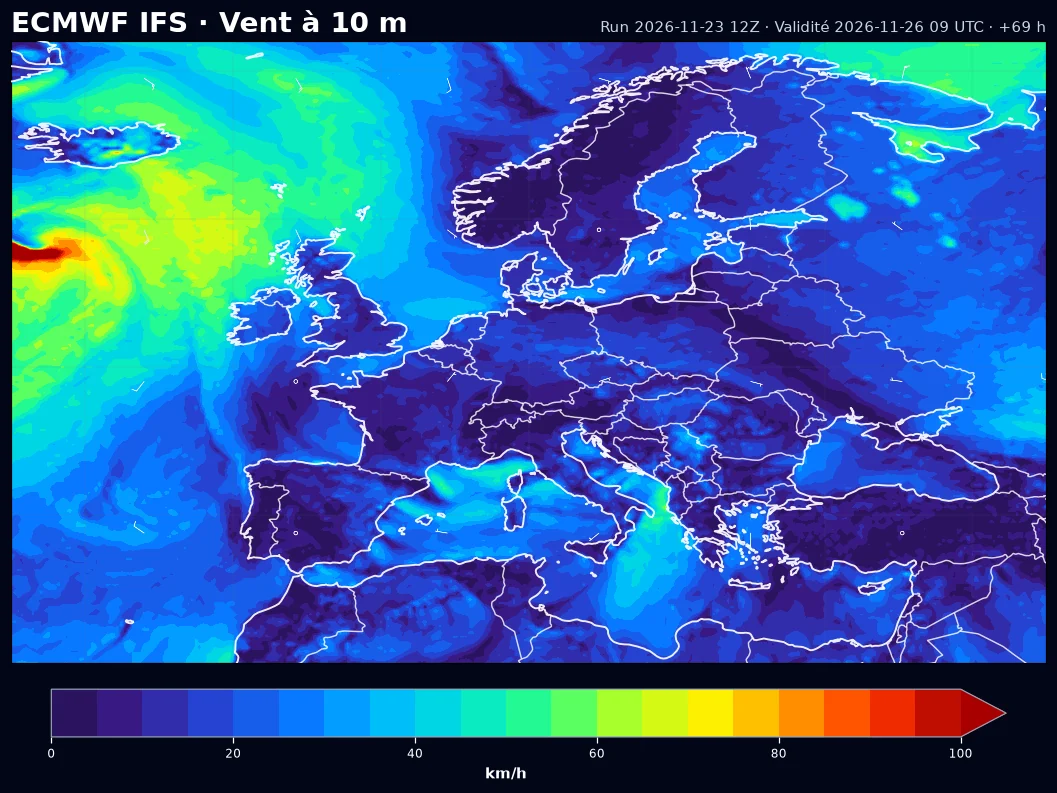 ECMWF IFS · Vent à 10 m
Run 2026-11-23 12Z · Validité 2026-11-26 09 UTC · +69 h
0 20 40 60 80 100
km/h